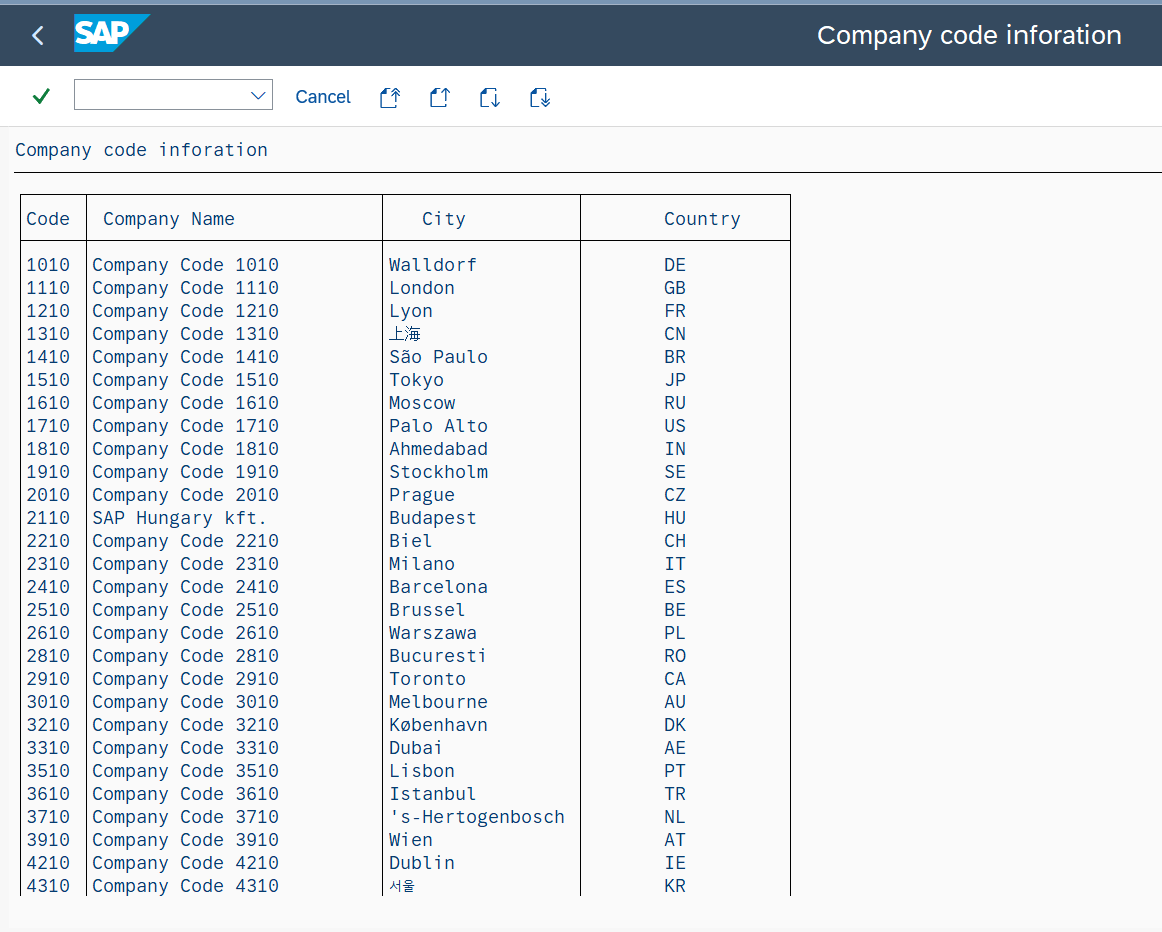 SAP Company code inforation
Cancel
Company code inforation
Code Company Name City Country
1010 Company Code 1010 Walldorf DE
1110 Company Code 1110 London GB
1210 Company Code 1210 Lyon FR
1310 Company Code 1310 上海 CN
1410 Company Code 1410 São Paulo BR
1510 Company Code 1510 Tokyo JP
1610 Company Code 1610 Moscow RU
1710 Company Code 1710 Palo Alto US
1810 Company Code 1810 Ahmedabad IN
1910 Company Code 1910 Stockholm SE
2010 Company Code 2010 Prague CZ
2110 SAP Hungary kft. Budapest HU
2210 Company Code 2210 Biel CH
2310 Company Code 2310 Milano IT
2410 Company Code 2410 Barcelona ES
2510 Company Code 2510 Brussel BE
2610 Company Code 2610 Warszawa PL
2810 Company Code 2810 Bucuresti RO
2910 Company Code 2910 Toronto CA
3010 Company Code 3010 Melbourne AU
3210 Company Code 3210 København DK
3310 Company Code 3310 Dubai AE
3510 Company Code 3510 Lisbon PT
3610 Company Code 3610 Istanbul TR
3710 Company Code 3710 's-Hertogenbosch NL
3910 Company Code 3910 Wien AT
4210 Company Code 4210 Dublin IE
4310 Company Code 4310 서울 KR